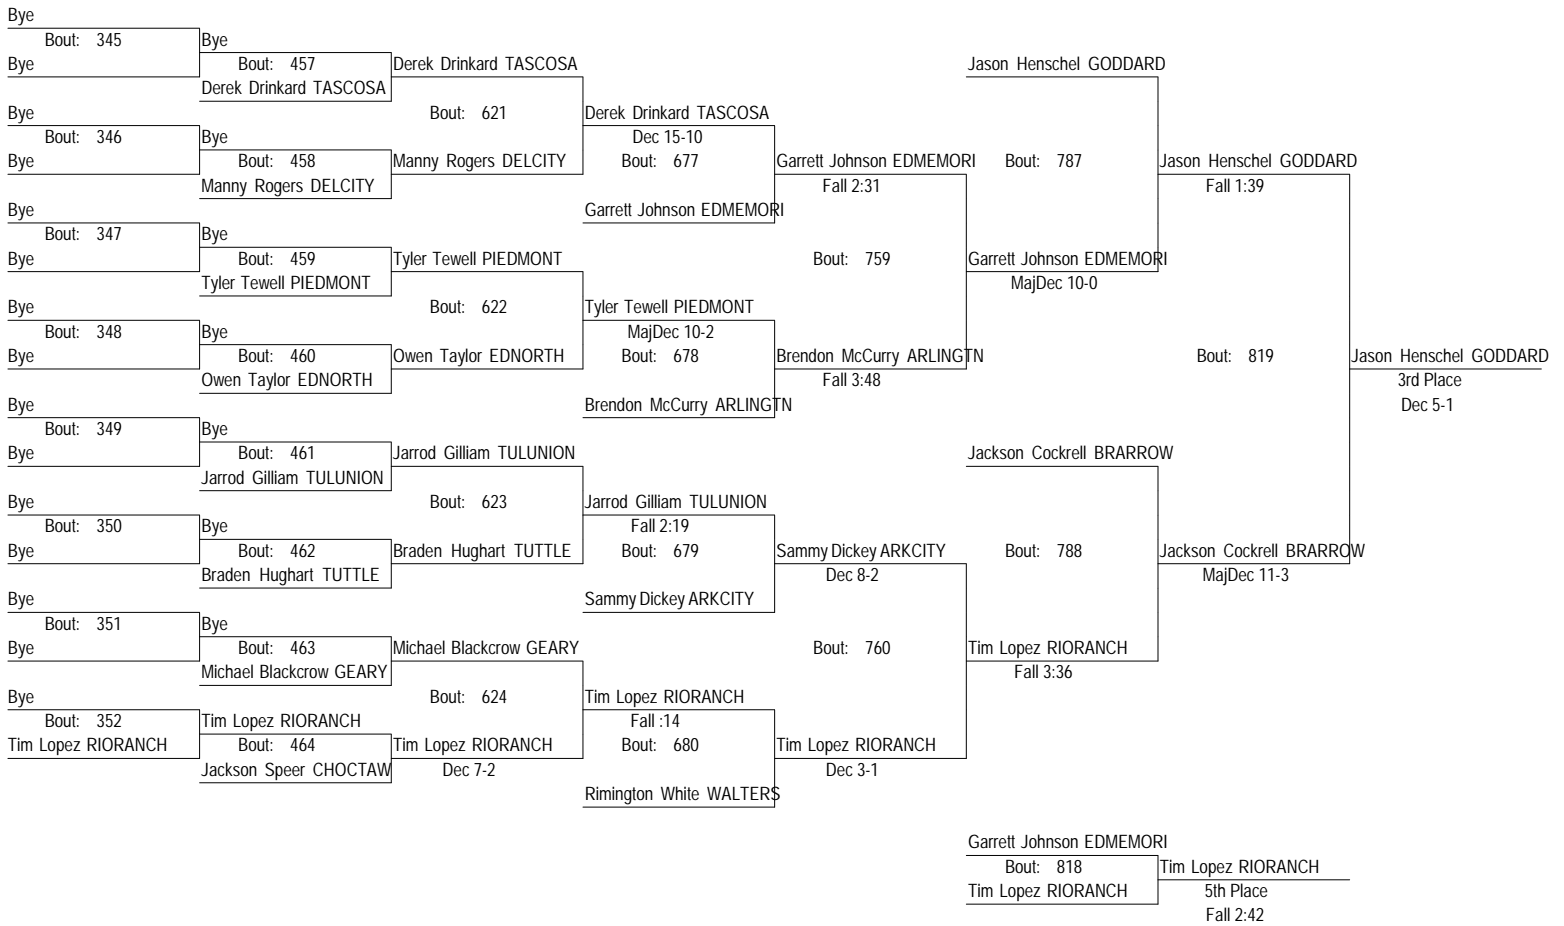 Bye
Bout: 345
Bye
Bye
Bout: 457
Derek Drinkard TASCOSA
Derek Drinkard TASCOSA
Bout: 621
Bye
Bout: 346
Bye
Bye
Bout: 458
Manny Rogers DELCITY
Manny Rogers DELCITY
Derek Drinkard TASCOSA
Dec 15-10
Bout: 677
Garrett Johnson EDMEMORI
Garrett Johnson EDMEMORI
Fall 2:31
Bye
Bout: 347
Bye
Bye
Bout: 459
Tyler Tewell PIEDMONT
Tyler Tewell PIEDMONT
Bout: 622
Bye
Bout: 348
Bye
Bye
Bout: 460
Owen Taylor EDNORTH
Owen Taylor EDNORTH
Tyler Tewell PIEDMONT
MajDec 10-2
Bout: 678
Brendon McCurry ARLINGTN
Brendon McCurry ARLINGTN
Fall 3:48
Bout: 759
Jason Henschel GODDARD
Bout: 787
Garrett Johnson EDMEMORI
MajDec 10-0
Jason Henschel GODDARD
Fall 1:39
Bye
Bout: 349
Bye
Bye
Bout: 461
Jarrod Gilliam TULUNION
Jarrod Gilliam TULUNION
Bout: 623
Bye
Bout: 350
Bye
Bye
Bout: 462
Braden Hughart TUTTLE
Braden Hughart TUTTLE
Jarrod Gilliam TULUNION
Fall 2:19
Bout: 679
Sammy Dickey ARKCITY
Sammy Dickey ARKCITY
Dec 8-2
Bye
Bout: 351
Bye
Bye
Bout: 463
Michael Blackcrow GEARY
Michael Blackcrow GEARY
Bout: 624
Bye
Bout: 352
Tim Lopez RIORANCH
Tim Lopez RIORANCH
Bout: 464
Jackson Speer CHOCTAW
Tim Lopez RIORANCH
Dec 7-2
Tim Lopez RIORANCH
Fall :14
Bout: 680
Rimington White WALTERS
Tim Lopez RIORANCH
Dec 3-1
Bout: 760
Jackson Cockrell BRARROW
Bout: 788
Tim Lopez RIORANCH
Fall 3:36
Jackson Cockrell BRARROW
MajDec 11-3
Bout: 819
Jason Henschel GODDARD
3rd Place
Dec 5-1
Garrett Johnson EDMEMORI
Bout: 818
Tim Lopez RIORANCH
Tim Lopez RIORANCH
5th Place
Fall 2:42